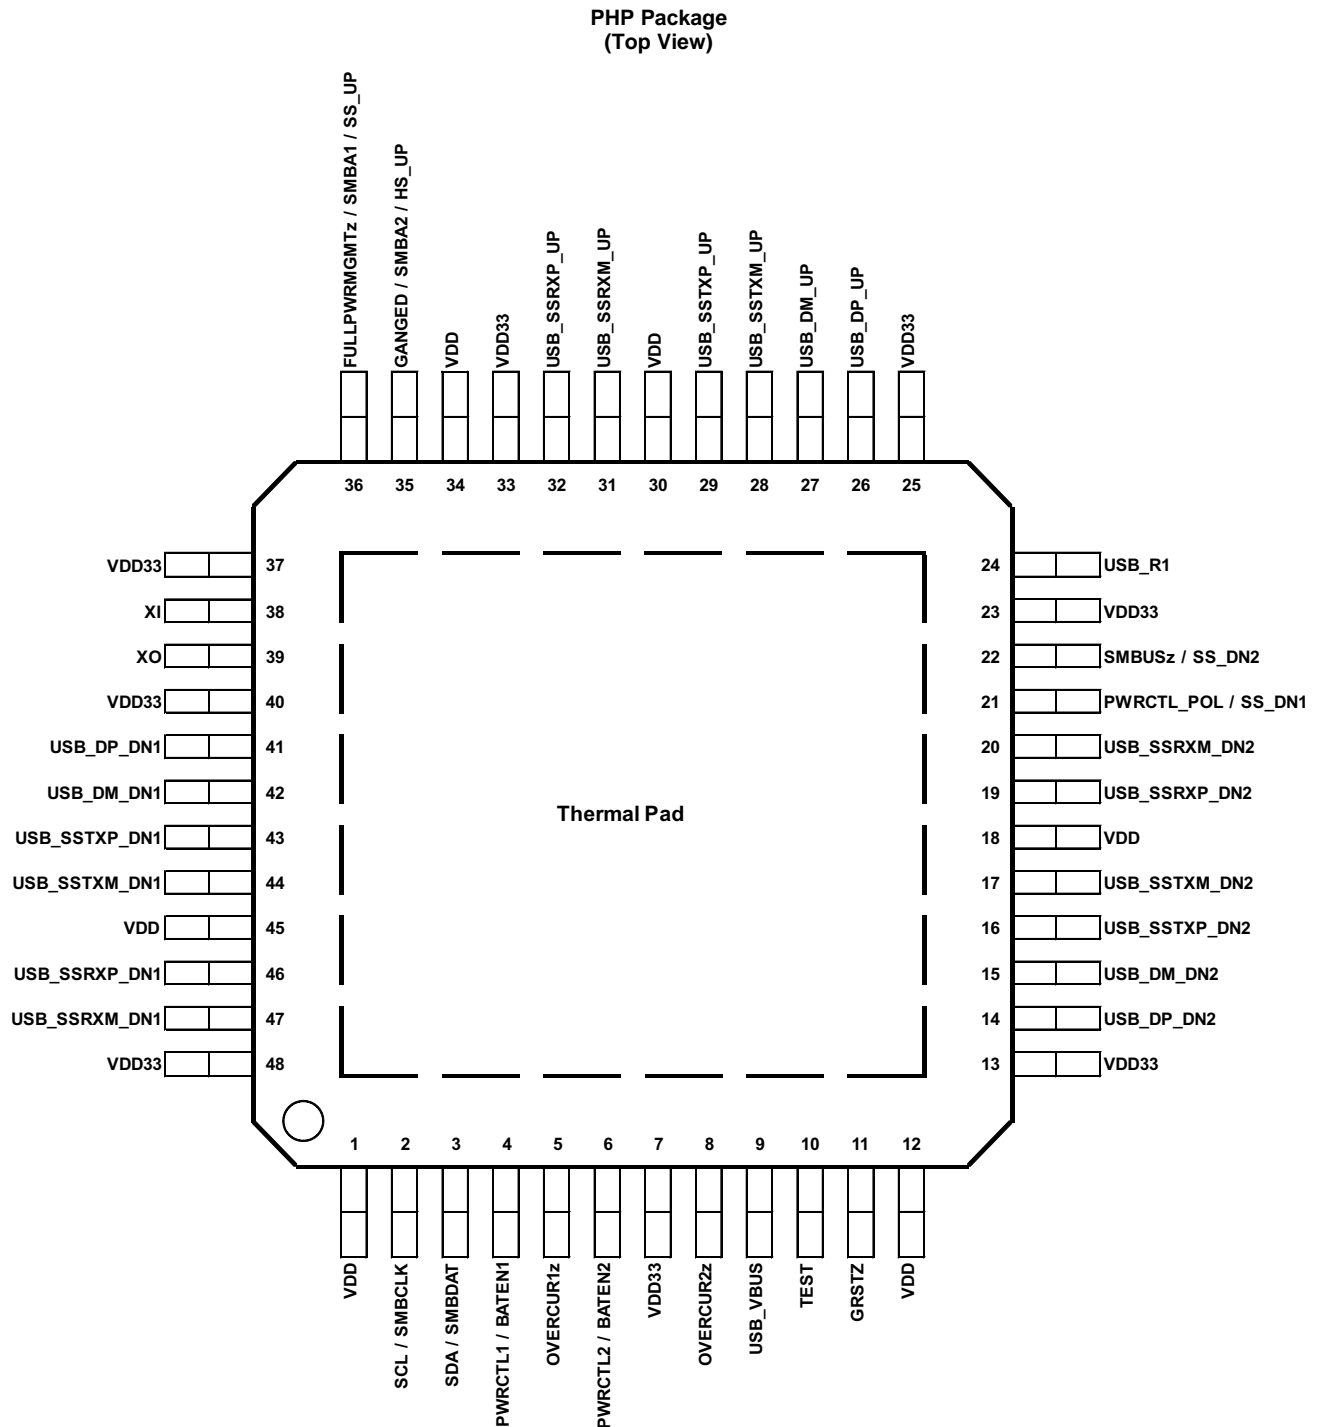 PHP Package
(Top View)
FULLPWRMGMTz / SMBA1 / SS_UP
GANGED / SMBA2 / HS_UP
VDD
VDD33
USB_SSRXP_UP
USB_SSRXM_UP
VDD
USB_SSTXP_UP
USB_SSTXM_UP
USB_DM_UP
USB_DP_UP
VDD33
36 35 34 33 32 31 30 29 28 27 26 25
VDD33 37
XI 38
XO 39
VDD33 40
USB_DP_DN1 41
USB_DM_DN1 42
USB_SSTXP_DN1 43
USB_SSTXM_DN1 44
VDD 45
USB_SSRXP_DN1 46
USB_SSRXM_DN1 47
VDD33 48
Thermal Pad
24 USB_R1
23 VDD33
22 SMBUSz / SS_DN2
21 PWRCTL_POL / SS_DN1
20 USB_SSRXM_DN2
19 USB_SSRXP_DN2
18 VDD
17 USB_SSTXM_DN2
16 USB_SSTXP_DN2
15 USB_DM_DN2
14 USB_DP_DN2
13 VDD33
1 2 3 4 5 6 7 8 9 10 11 12
VDD
SCL / SMBCLK
SDA / SMBDAT
PWRCTL1 / BATEN1
OVERCUR1z
PWRCTL2 / BATEN2
VDD33
OVERCUR2z
USB_VBUS
TEST
GRSTZ
VDD